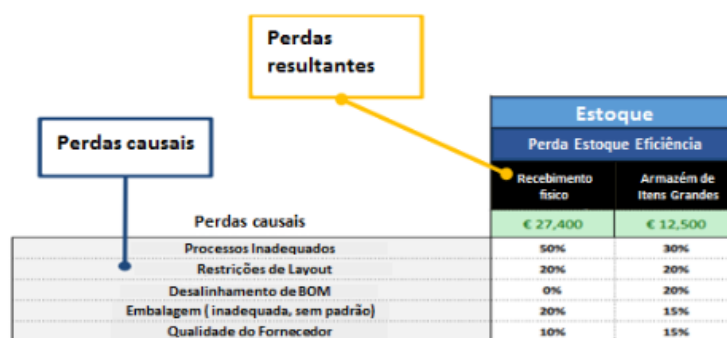 Perdas
resultantes
Perdas causais
Estoque
Perda Estoque Eficiência
Recebimento
fisico
Armazém de
Itens Grandes
Perdas causais
€ 27,400
€ 12,500
Processos Inadequados 50% 30%
Restrições de Layout 20% 20%
Desalinhamento de BOM 0% 20%
Embalagem ( inadequada, sem padrão) 20% 15%
Qualidade do Fornecedor 10% 15%